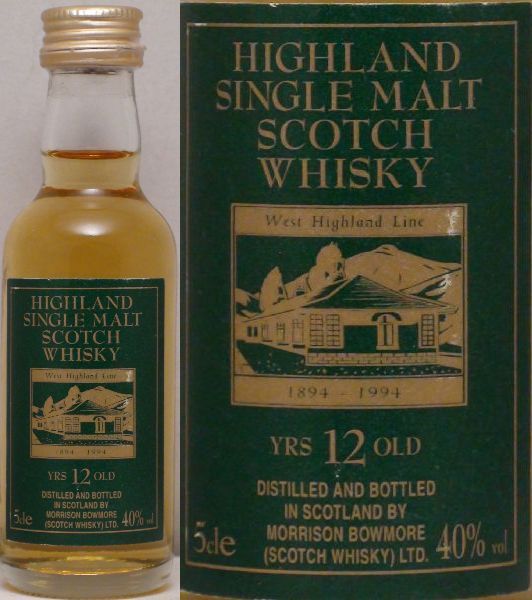 HIGHLAND
SINGLE MALT
SCOTCH
WHISKY
West Highland Line
1894 - 1994
YRS 12 OLD
DISTILLED AND BOTTLED
IN SCOTLAND BY
MORRISON BOWMORE
(SCOTCH WHISKY) LTD.
5cle 40% vol
HIGHLAND
SINGLE MALT
SCOTCH
WHISKY
West Highland Line
1894 - 1994
YRS 12 OLD
DISTILLED AND BOTTLED
IN SCOTLAND BY
MORRISON BOWMORE
(SCOTCH WHISKY) LTD.
5cle 40% vol